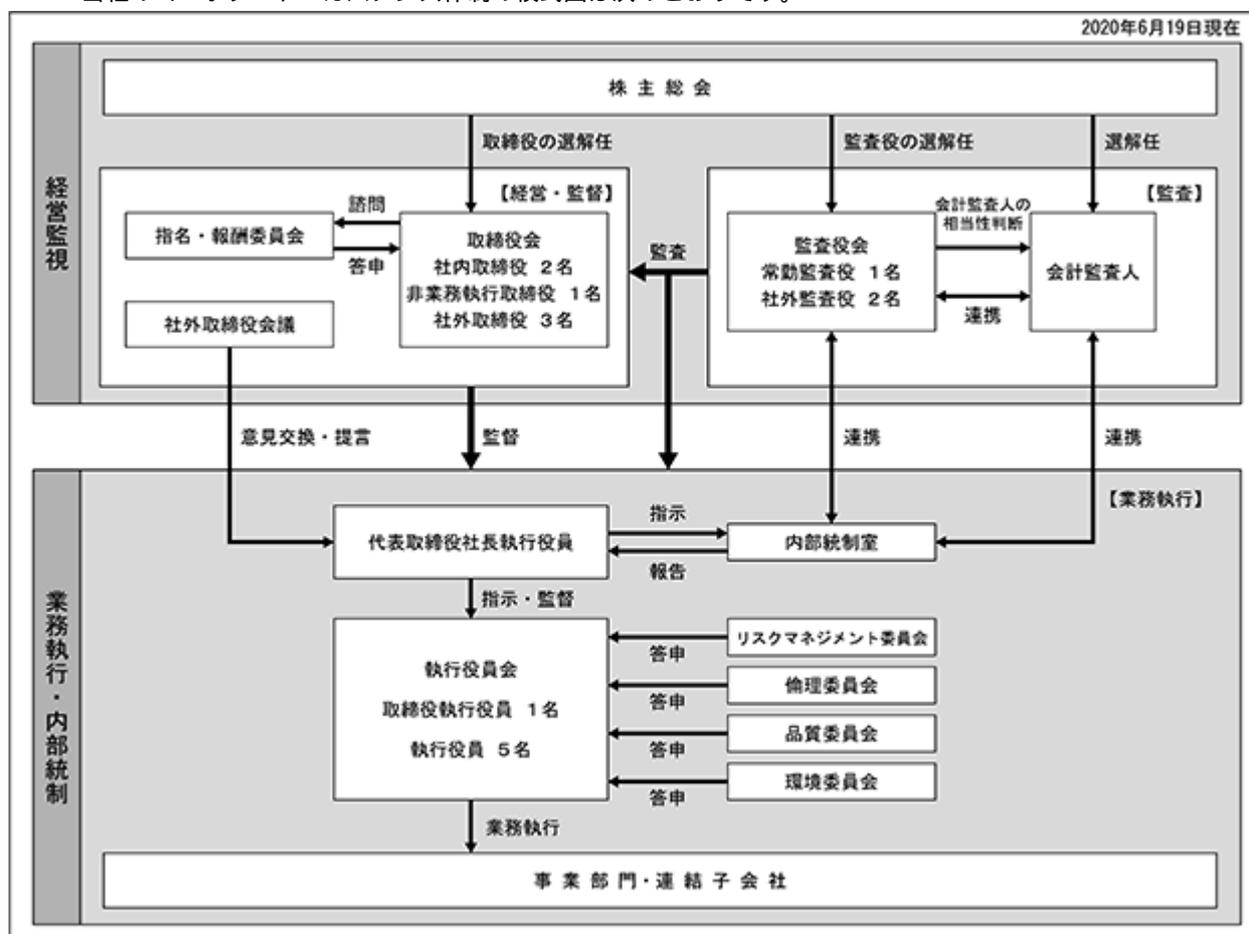 2020年6月19日現在
経営監視
株主総会
取締役の選解任
監査役の選解任
選解任
【経営・監督】
諮問
指名・報酬委員会
答申
取締役会
社内取締役 2名
非業務執行取締役 1名
社外取締役 3名
社外取締役会議
監査
【監査】
監査役会
常勤監査役 1名
社外監査役 2名
会計監査人の
相当性判断
連携
会計監査人
意見交換・提言
監督
連携
連携
業務執行・内部統制
【業務執行】
代表取締役社長執行役員
指示
報告
内部統制室
指示・監督
執行役員会
取締役執行役員 1名
執行役員 5名
リスクマネジメント委員会
答申
倫理委員会
答申
品質委員会
答申
環境委員会
答申
業務執行
事業部門・連結子会社